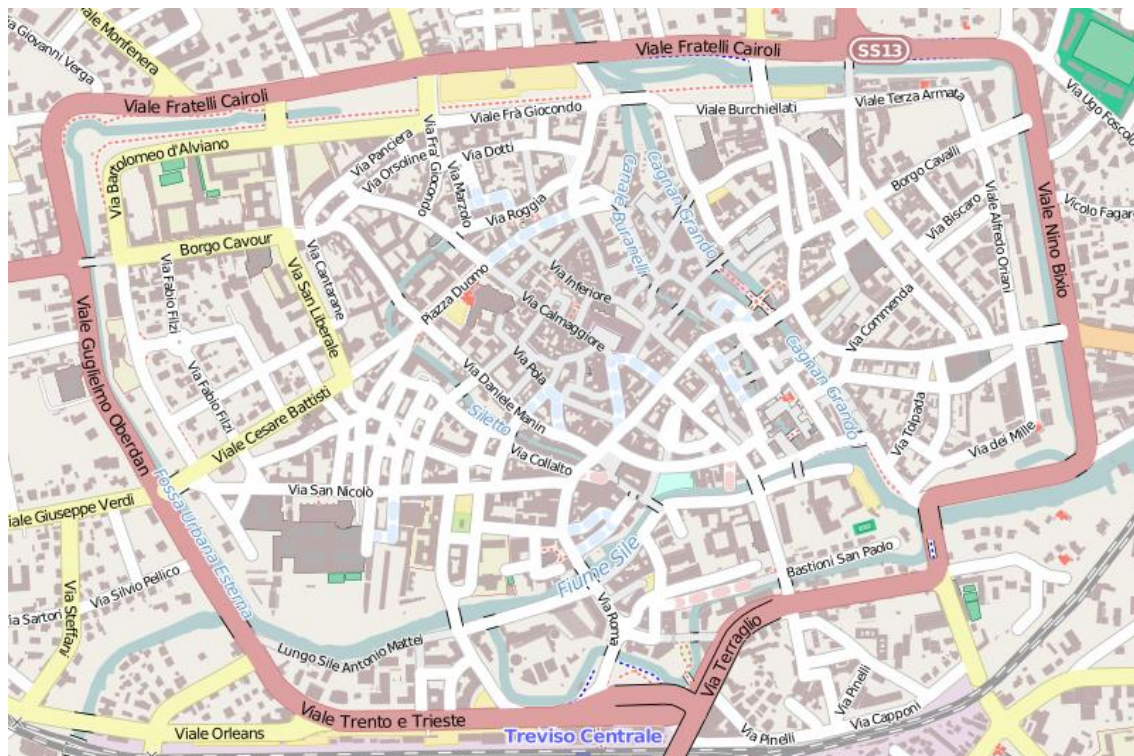 Viale Monfenera
Via Giovanni Verga
Viale Fratelli Cairoli
SS13
Viale Fratelli Cairoli
Via Ugo Foscolo
Viale Frà Giocondo
Viale Burchiellati
Viale Terza Armata
Via Bartolomeo d'Alviano
Via Panciera
Via Orsoline
Via Fra' Giocondo
Via Dotti
Via Marzolo
Cagnan Grando
Canale Buranelli
Borgo Cavalli
Via Biscaro
Viale Alfredo Oriani
Viale Nino Bixio
Vicolo Fagar
Via Roggia
Borgo Cavour
Via Cantarane
Via San Liberale
Via Fabio Filzi
Piazza Duomo
Via Inferiore
Via Calmaggiore
Via Commenda
Viale Guglielmo Oberdan
Via Fabio Filzi
Via Pola
Cagnan Grando
Via Daniele Manin
Siletto
Viale Cesare Battisti
Via Tolpada
Via dei Mille
Via Collalto
Via San Nicolò
iale Giuseppe Verdi
Fossa Urbana Esterna
Fiume Sile
Bastioni San Paolo
Via Silvio Pellico
Via Sartori
Via Steffani
Lungo Sile Antonio Mattei
Via Roma
Via Terraglio
Via Pinelli
Via Capponi
Viale Trento e Trieste
Viale Orleans
Treviso Centrale
Via Pinelli